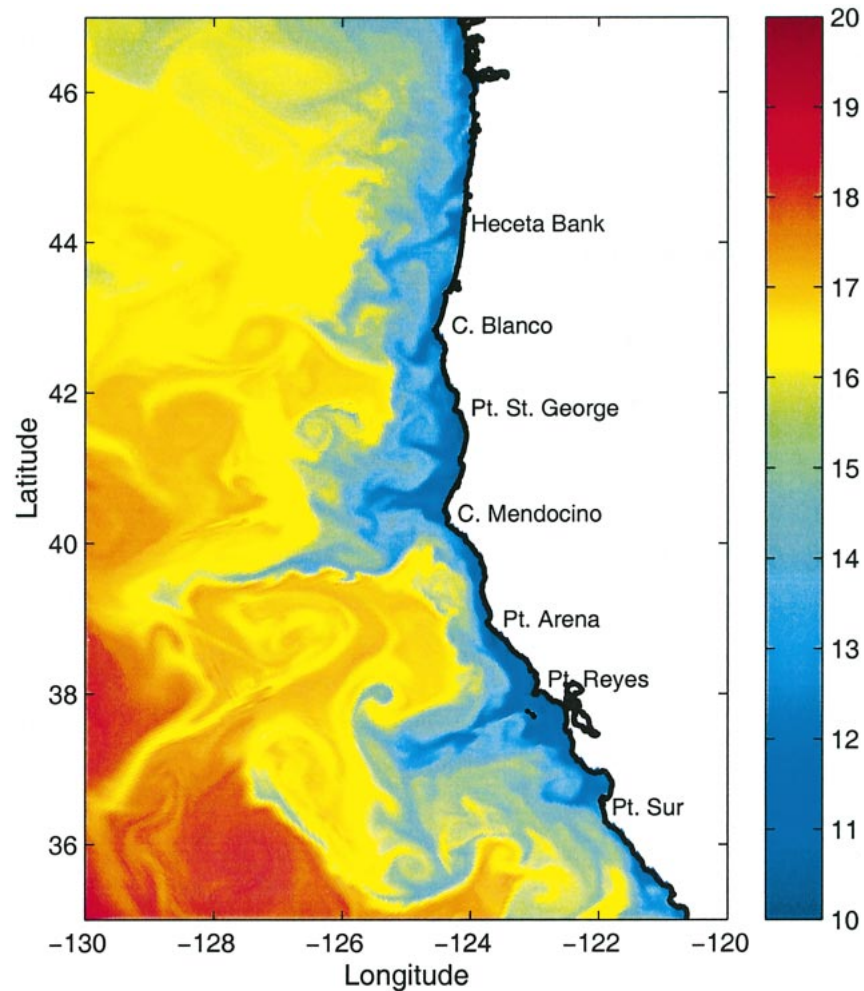 46
44
42
40
38
36
Latitude
Heceta Bank
C. Blanco
Pt. St. George
C. Mendocino
Pt. Arena
Pt. Reyes
Pt. Sur
−130
−128
−126
−124
−122
−120
Longitude
20
19
18
17
16
15
14
13
12
11
10